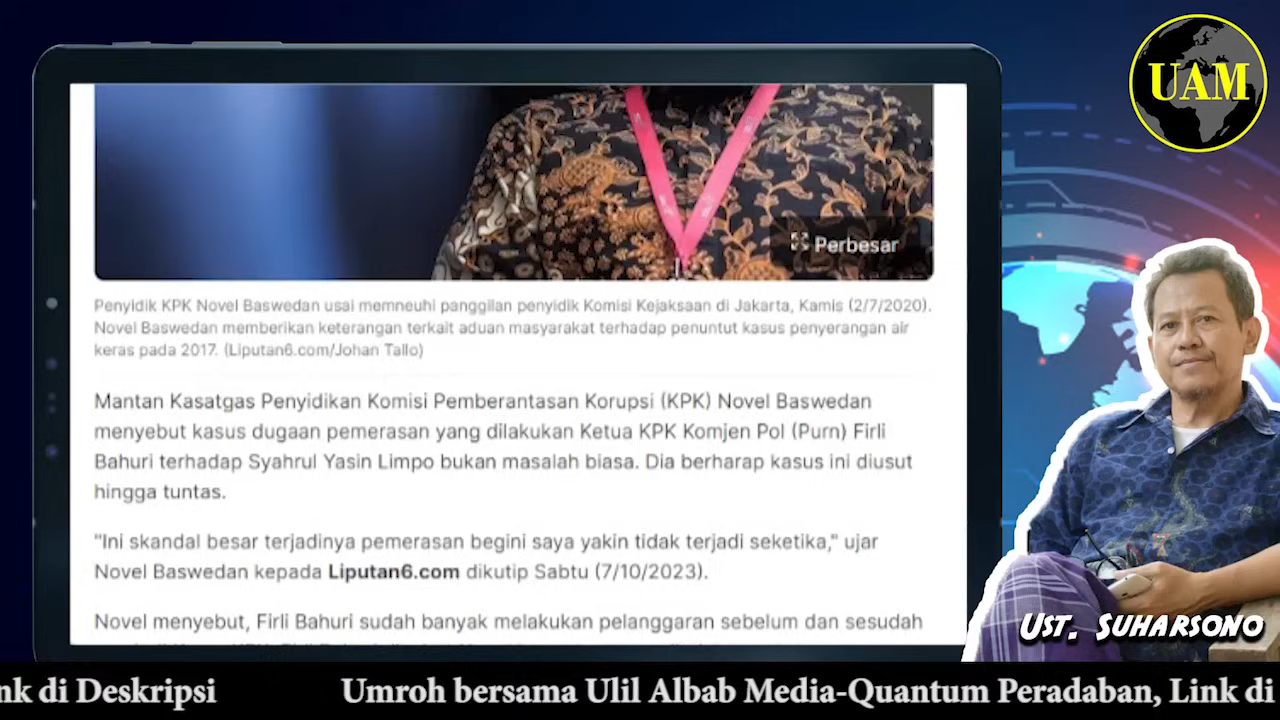 UAM
Perbesar
Penyidik KPK Novel Baswedan usai memneuhi panggilan penyidik Komisi Kejaksaan di Jakarta, Kamis (2/7/2020).
Novel Baswedan memberikan keterangan terkait aduan masyarakat terhadap penuntut kasus penyerangan air
keras pada 2017. (Liputan6.com/Johan Tallo)
Mantan Kasatgas Penyidikan Komisi Pemberantasan Korupsi (KPK) Novel Baswedan
menyebut kasus dugaan pemerasan yang dilakukan Ketua KPK Komjen Pol (Purn) Firli
Bahuri terhadap Syahrul Yasin Limpo bukan masalah biasa. Dia berharap kasus ini diusut
hingga tuntas.
"Ini skandal besar terjadinya pemerasan begini saya yakin tidak terjadi seketika," ujar
Novel Baswedan kepada Liputan6.com dikutip Sabtu (7/10/2023).
Novel menyebut, Firli Bahuri sudah banyak melakukan pelanggaran sebelum dan sesudah
UST. SUHARSONO
nk di Deskripsi Umroh bersama Ulil Albab Media-Quantum Peradaban, Link di